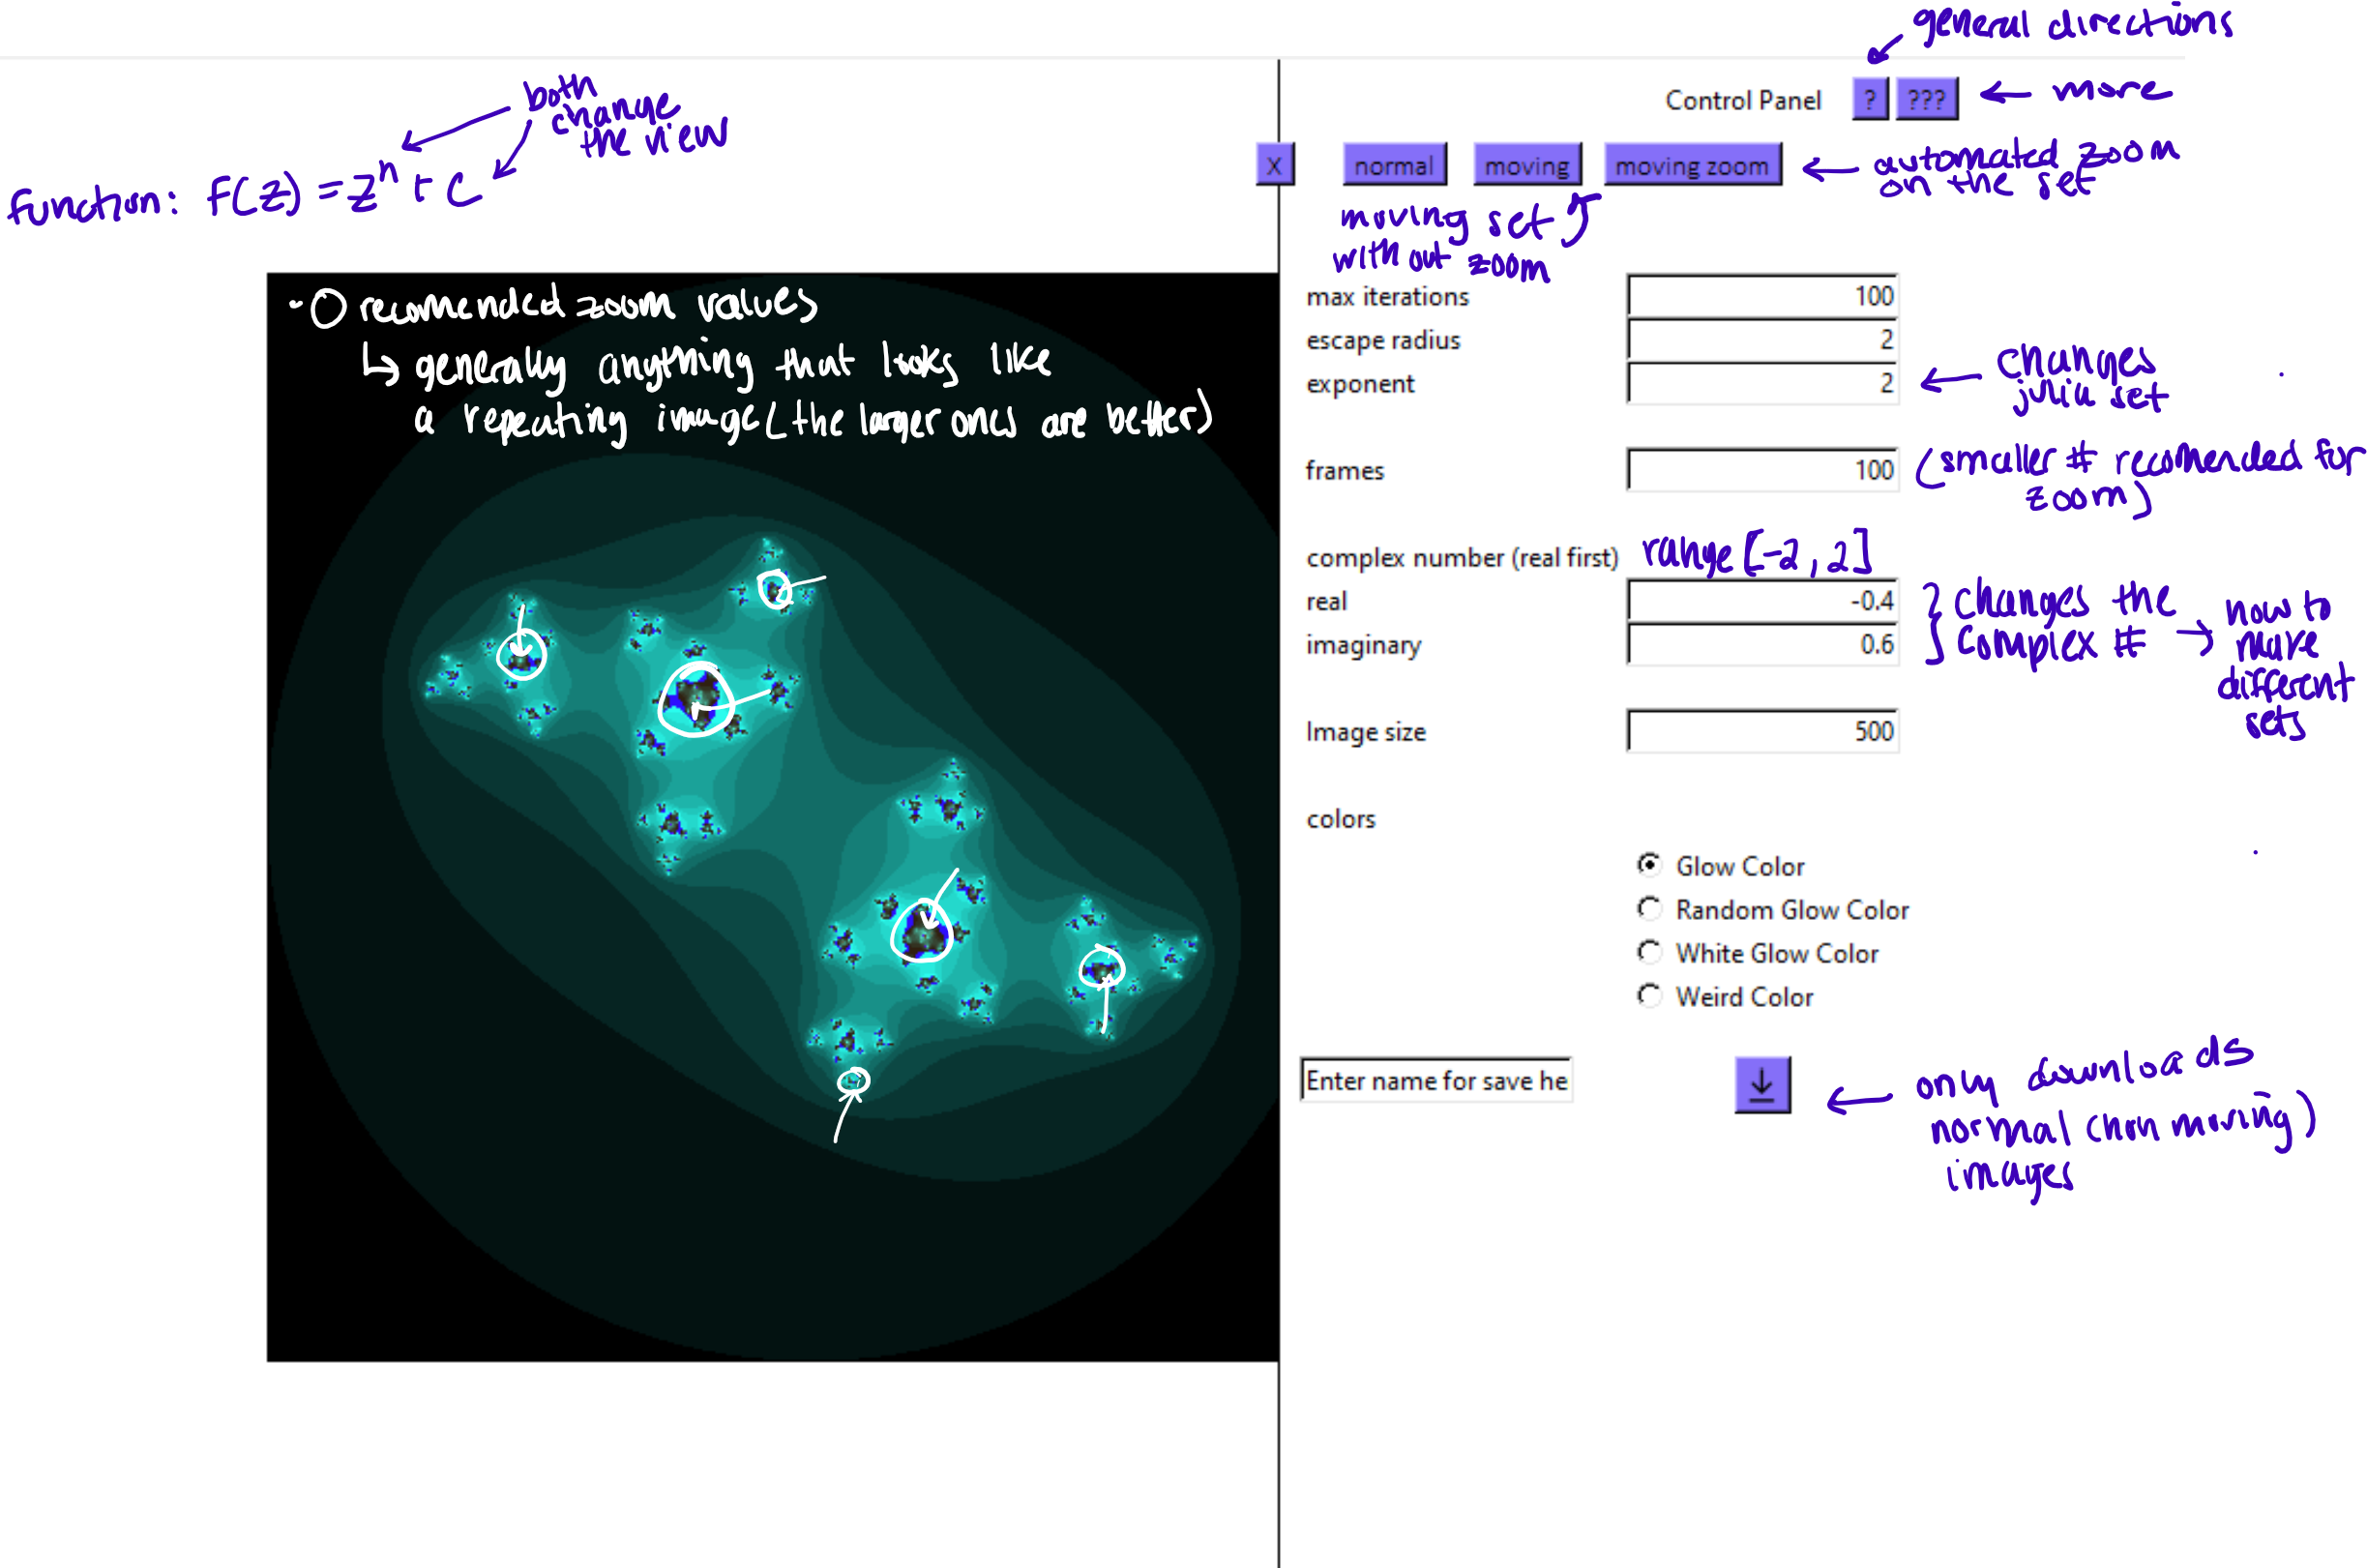 general directions
Control Panel ? ??? ← more
both
change
the view
function: f(z) = z^n + c
X normal moving moving zoom
automated zoom
on the set
moving set
without zoom
recomended zoom values
↳ generally anything that looks like
a repeating image (the larger ones are better)
max iterations 100
escape radius 2
exponent 2
changes
julia set
frames 100
(smaller # recomended for
zoom)
complex number (real first) range [-2, 2]
real -0.4
imaginary 0.6
changes the
complex #
how to
make
different
sets
Image size 500
colors
Glow Color
Random Glow Color
White Glow Color
Weird Color
Enter name for save he
only downloads
normal (non moving)
images